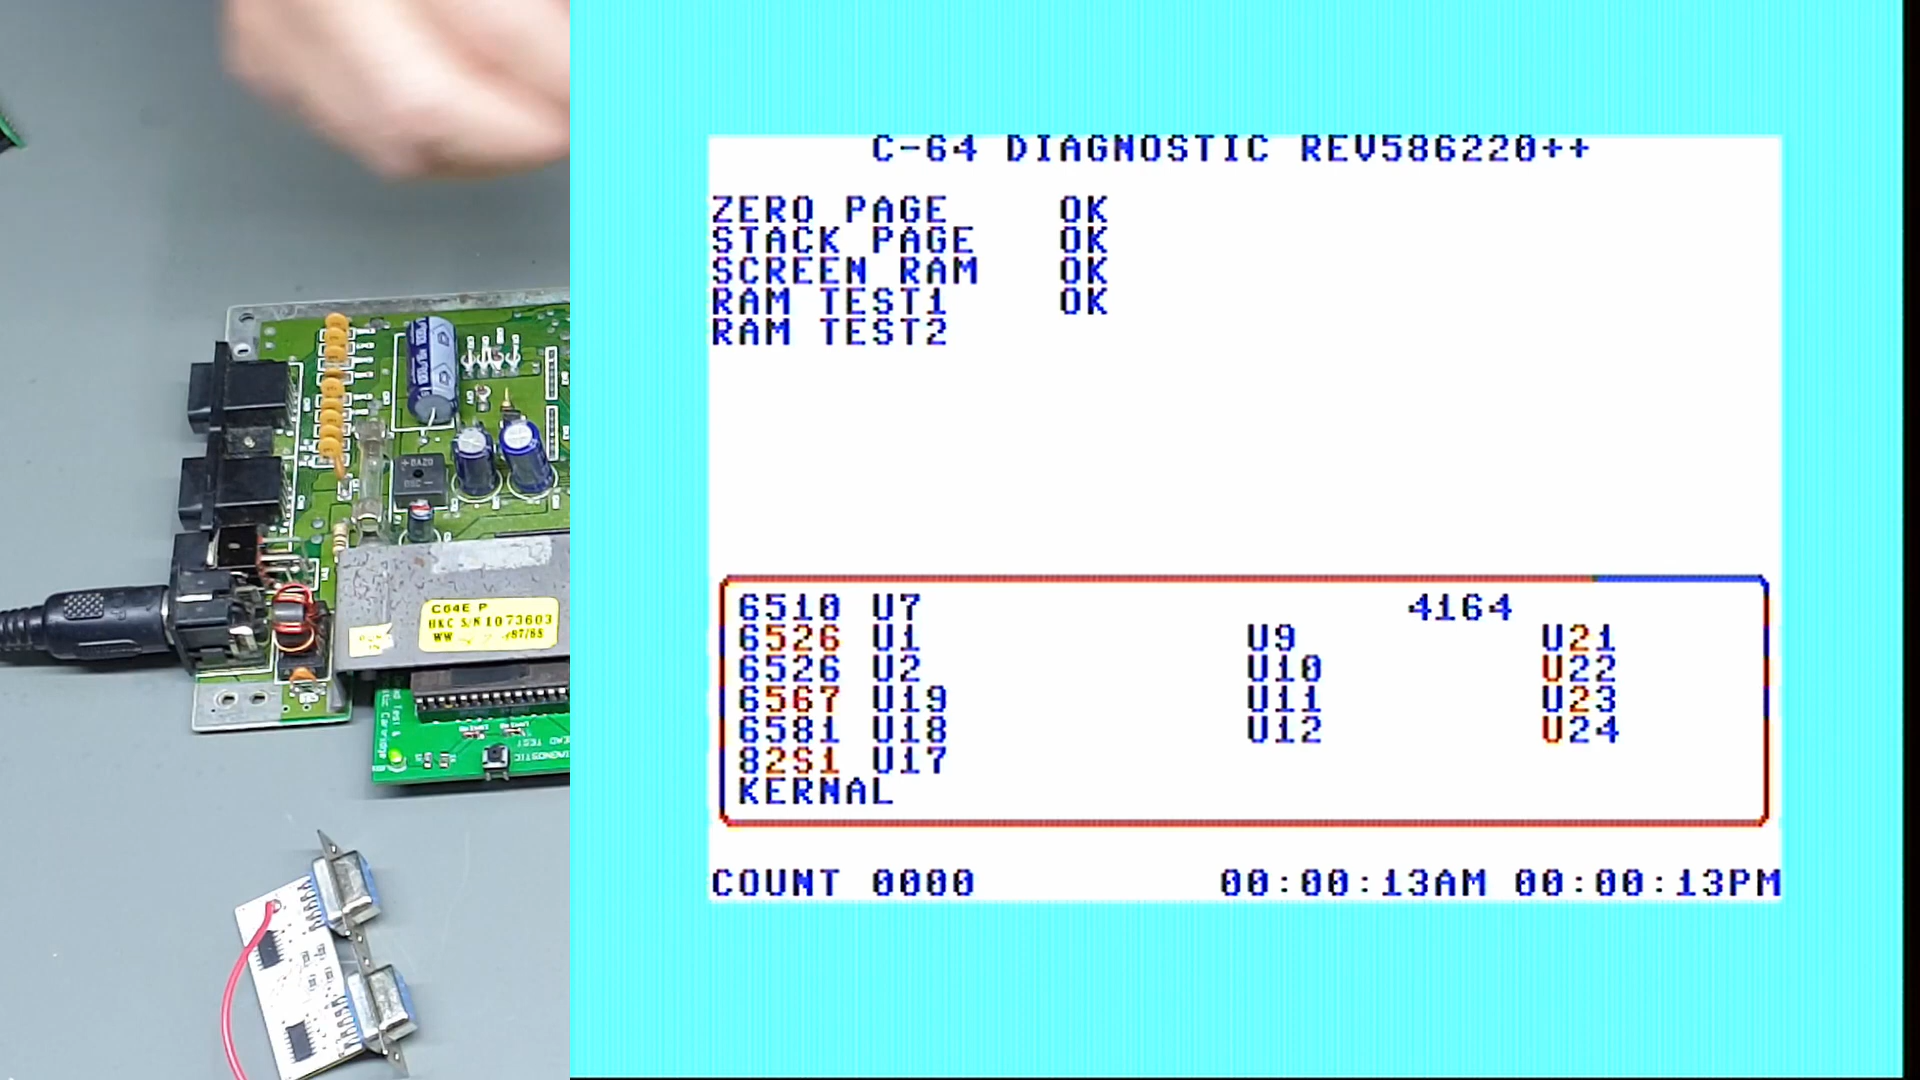 C-64 DIAGNOSTIC REV586220++
ZERO PAGE OK
STACK PAGE OK
SCREEN RAM OK
RAM TEST1 OK
RAM TEST2
6510 U7 4164
6526 U1 U9 U21
6526 U2 U10 U22
6567 U19 U11 U23
6581 U18 U12 U24
82S1 U17
KERNAL
COUNT 0000 00:00:13AM 00:00:13PM
C64E P
HKC S/N 1073603
WW
DIAGNOSTIC